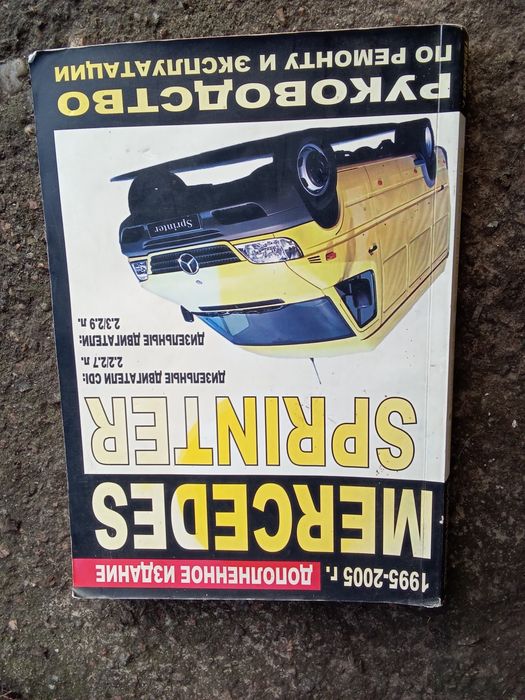 1995-2005 г. ДОПОЛНЕННОЕ ИЗДАНИЕ
MERCEDES
SPRINTER
ДИЗЕЛЬНЫЕ ДВИГАТЕЛИ CDI:
2.2/2.7 л.
ДИЗЕЛЬНЫЕ ДВИГАТЕЛИ:
2.3/2.9 л.
Sprinter
РУКОВОДСТВО
ПО РЕМОНТУ И ЭКСПЛУАТАЦИИ